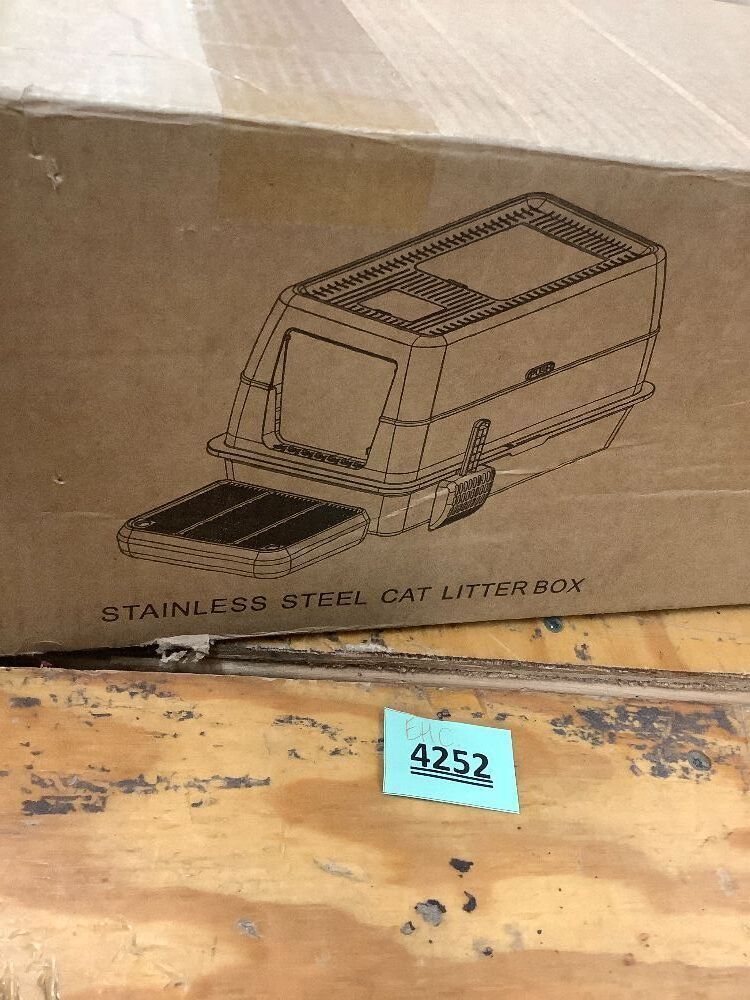 STAINLESS STEEL CAT LITTER BOX
EHC
4252